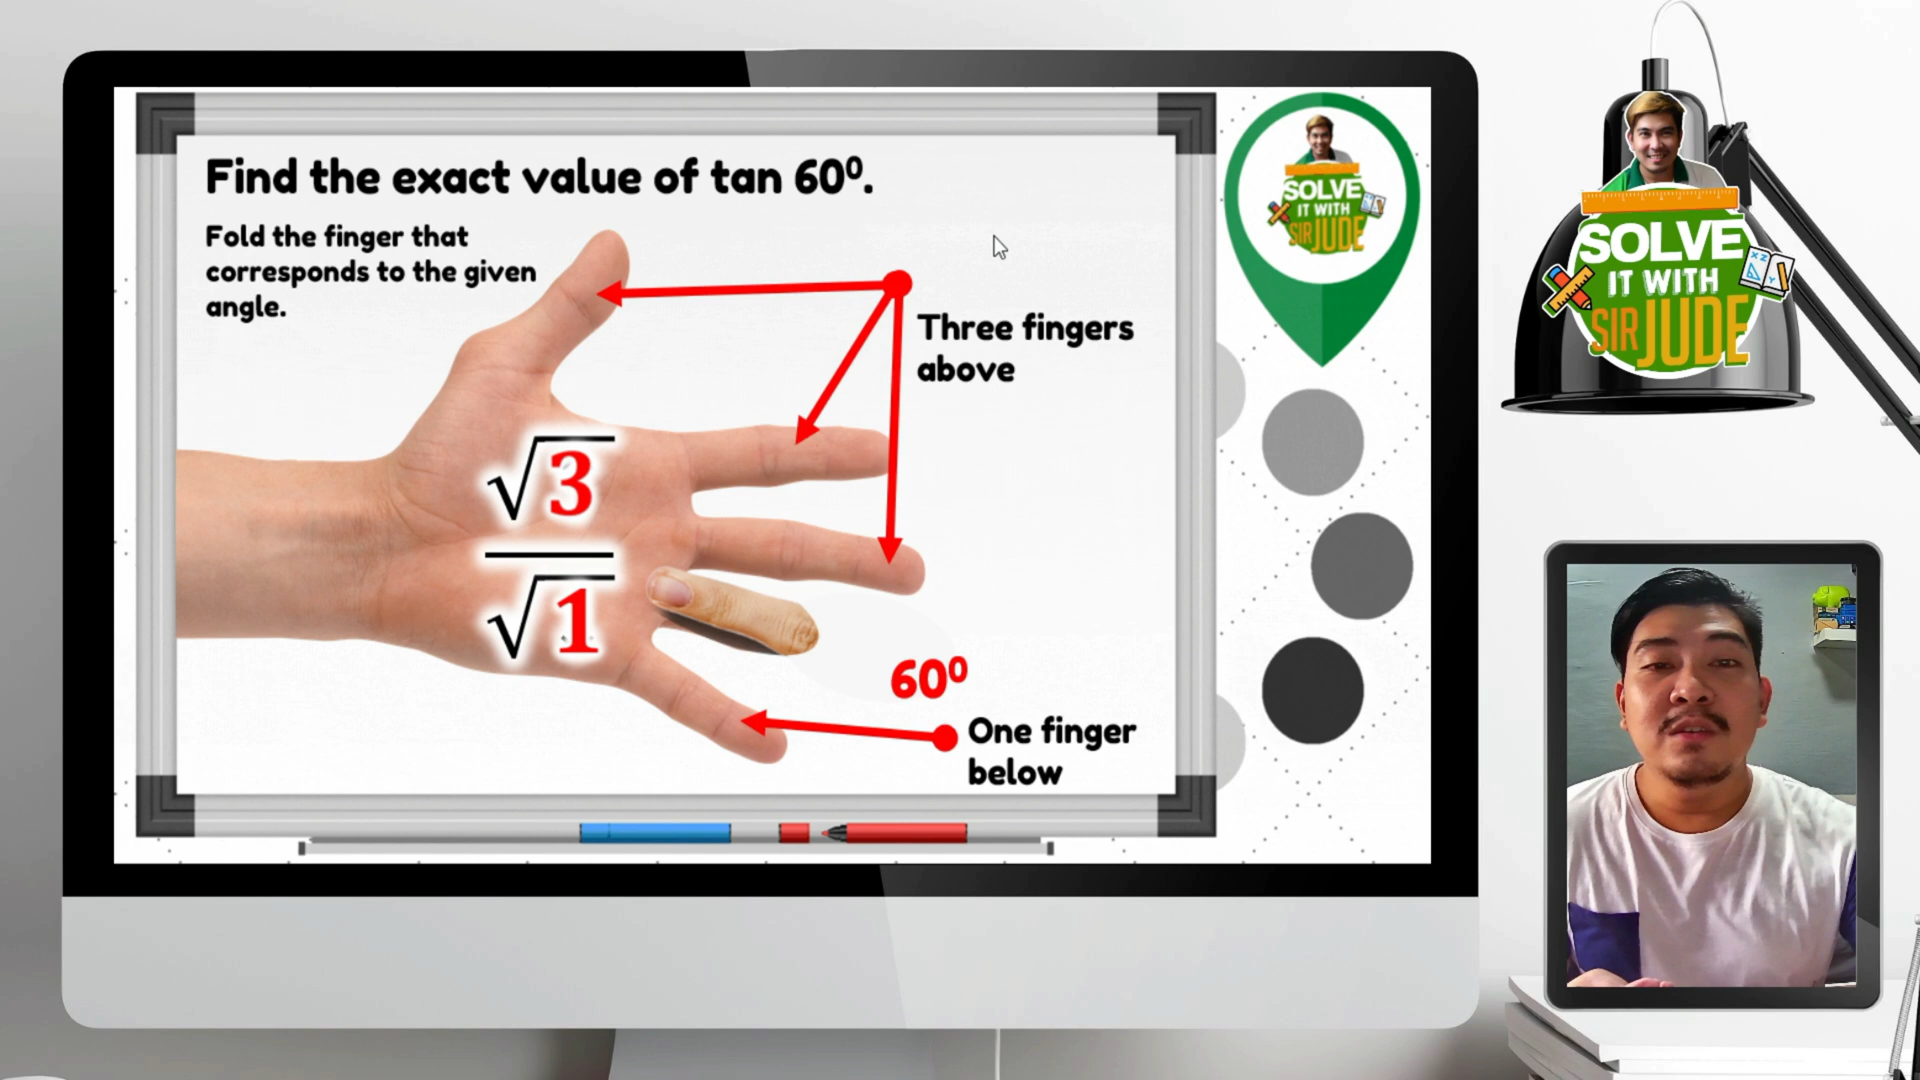 Find the exact value of tan 60⁰.
Fold the finger that
corresponds to the given
angle.
Three fingers
above
√3
√1
60⁰
One finger
below
SOLVE
IT WITH
SIR JUDE
SOLVE
IT WITH
SIR JUDE